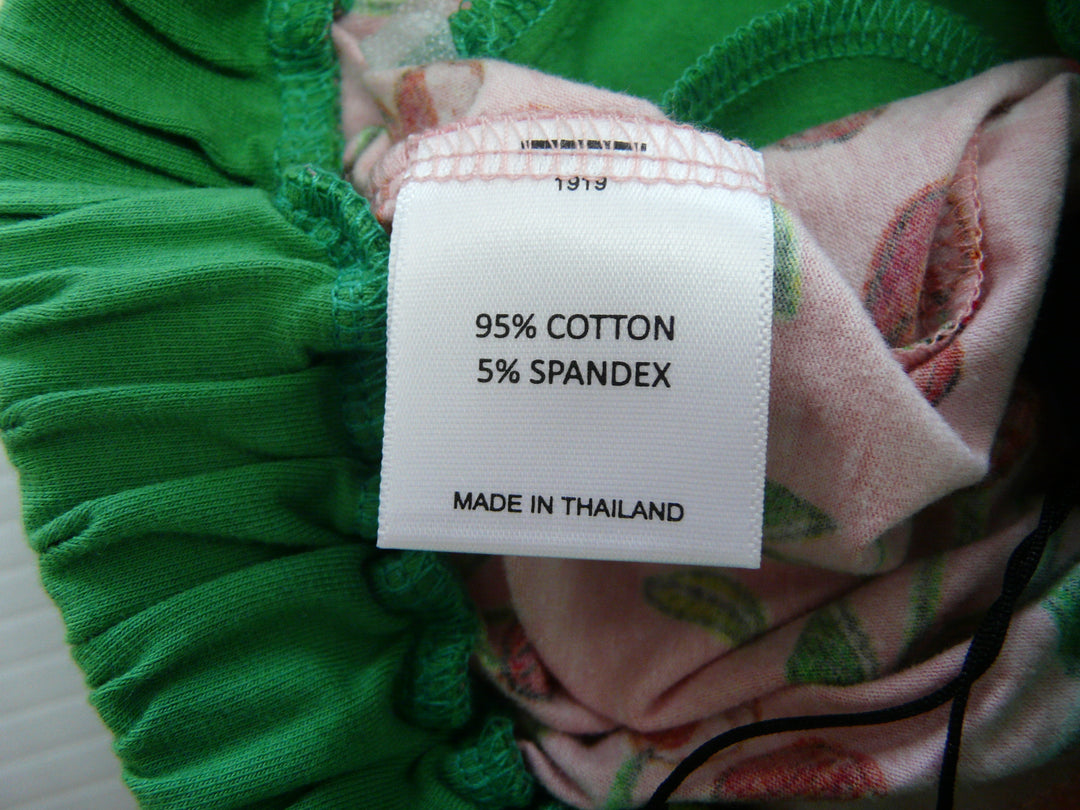 1919
95% COTTON
5% SPANDEX
MADE IN THAILAND